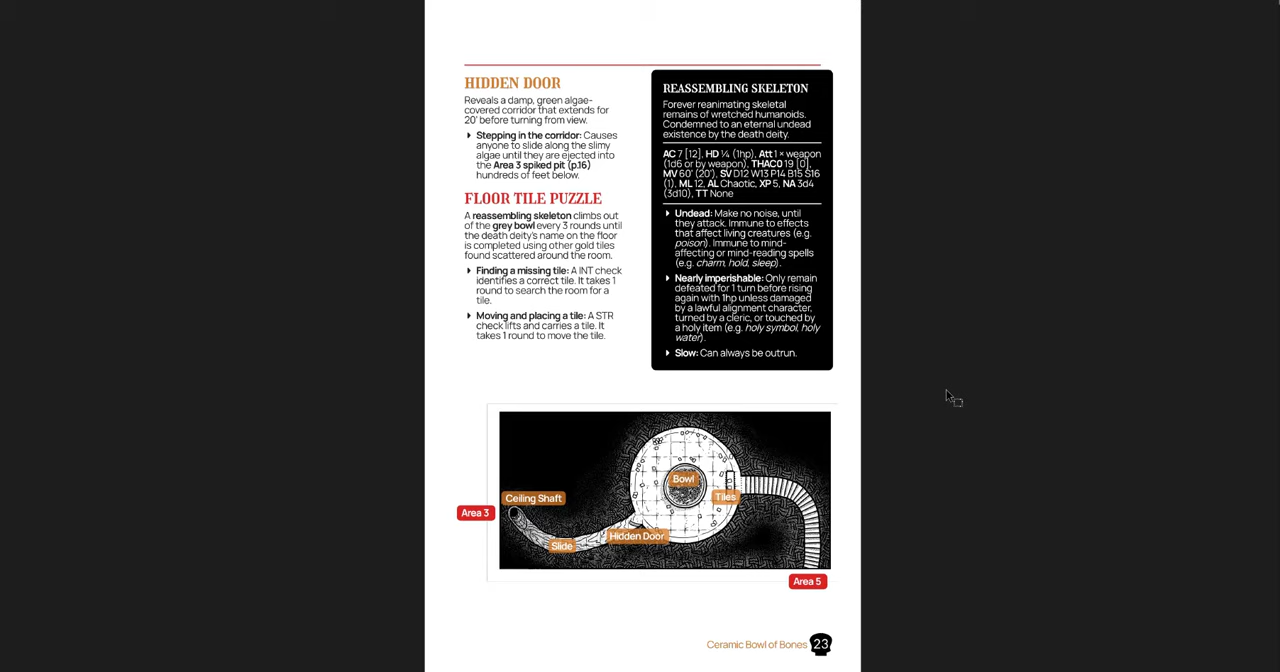 HIDDEN DOOR
Reveals a damp, green algae-
covered corridor that extends for
20' before turning from view.
Stepping in the corridor: Causes
anyone to slide along the slimy
algae until they are ejected into
the Area 3 spiked pit (p.16)
hundreds of feet below.
FLOOR TILE PUZZLE
A reassembling skeleton climbs out
of the grey bowl every 3 rounds until
the death deity's name on the floor
is completed using other gold tiles
found scattered around the room.
Finding a missing tile: A INT check
identifies a correct tile. It takes 1
round to search the room for a
tile.
Moving and placing a tile: A STR
check lifts and carries a tile. It
takes 1 round to move the tile.
REASSEMBLING SKELETON
Forever reanimating skeletal
remains of wretched humanoids.
Condemned to an eternal undead
existence by the death deity.
AC 7 [12], HD ¼ (1hp), Att 1 × weapon
(1d6 or by weapon), THAC0 19 [0],
MV 60' (20'), SV D12 W13 P14 B15 S16
(1), ML 12, AL Chaotic, XP 5, NA 3d4
(3d10), TT None
Undead: Make no noise, until
they attack. Immune to effects
that affect living creatures (e.g.
poison). Immune to mind-
affecting or mind-reading spells
(e.g. charm, hold, sleep).
Nearly imperishable: Only remain
defeated for 1 turn before rising
again with 1hp unless damaged
by a lawful alignment character,
turned by a cleric, or touched by
a holy item (e.g. holy symbol, holy
water).
Slow: Can always be outrun.
Bowl
Tiles
Ceiling Shaft
Area 3
Hidden Door
Slide
Area 5
Ceramic Bowl of Bones 23